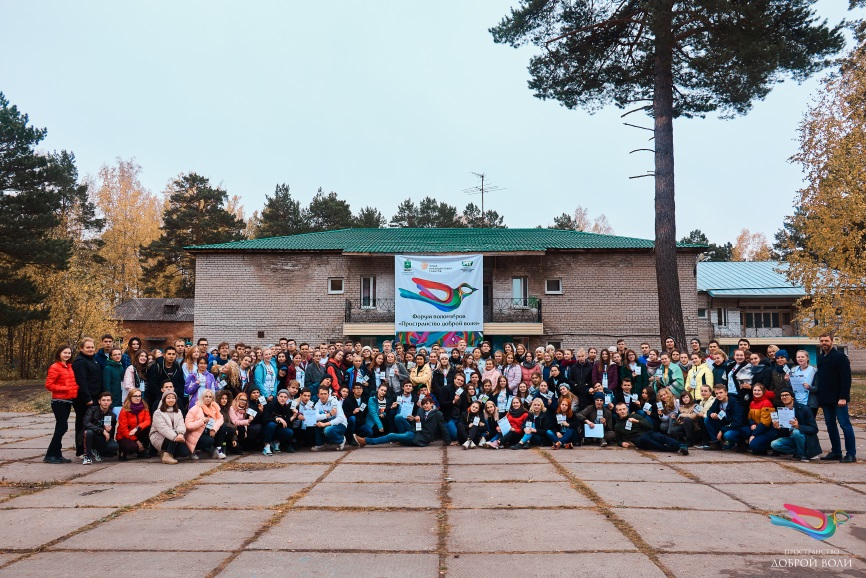 Форум волонтёров
«Пространство доброй воли»
ПРОСТРАНСТВО
ДОБРОЙ ВОЛИ